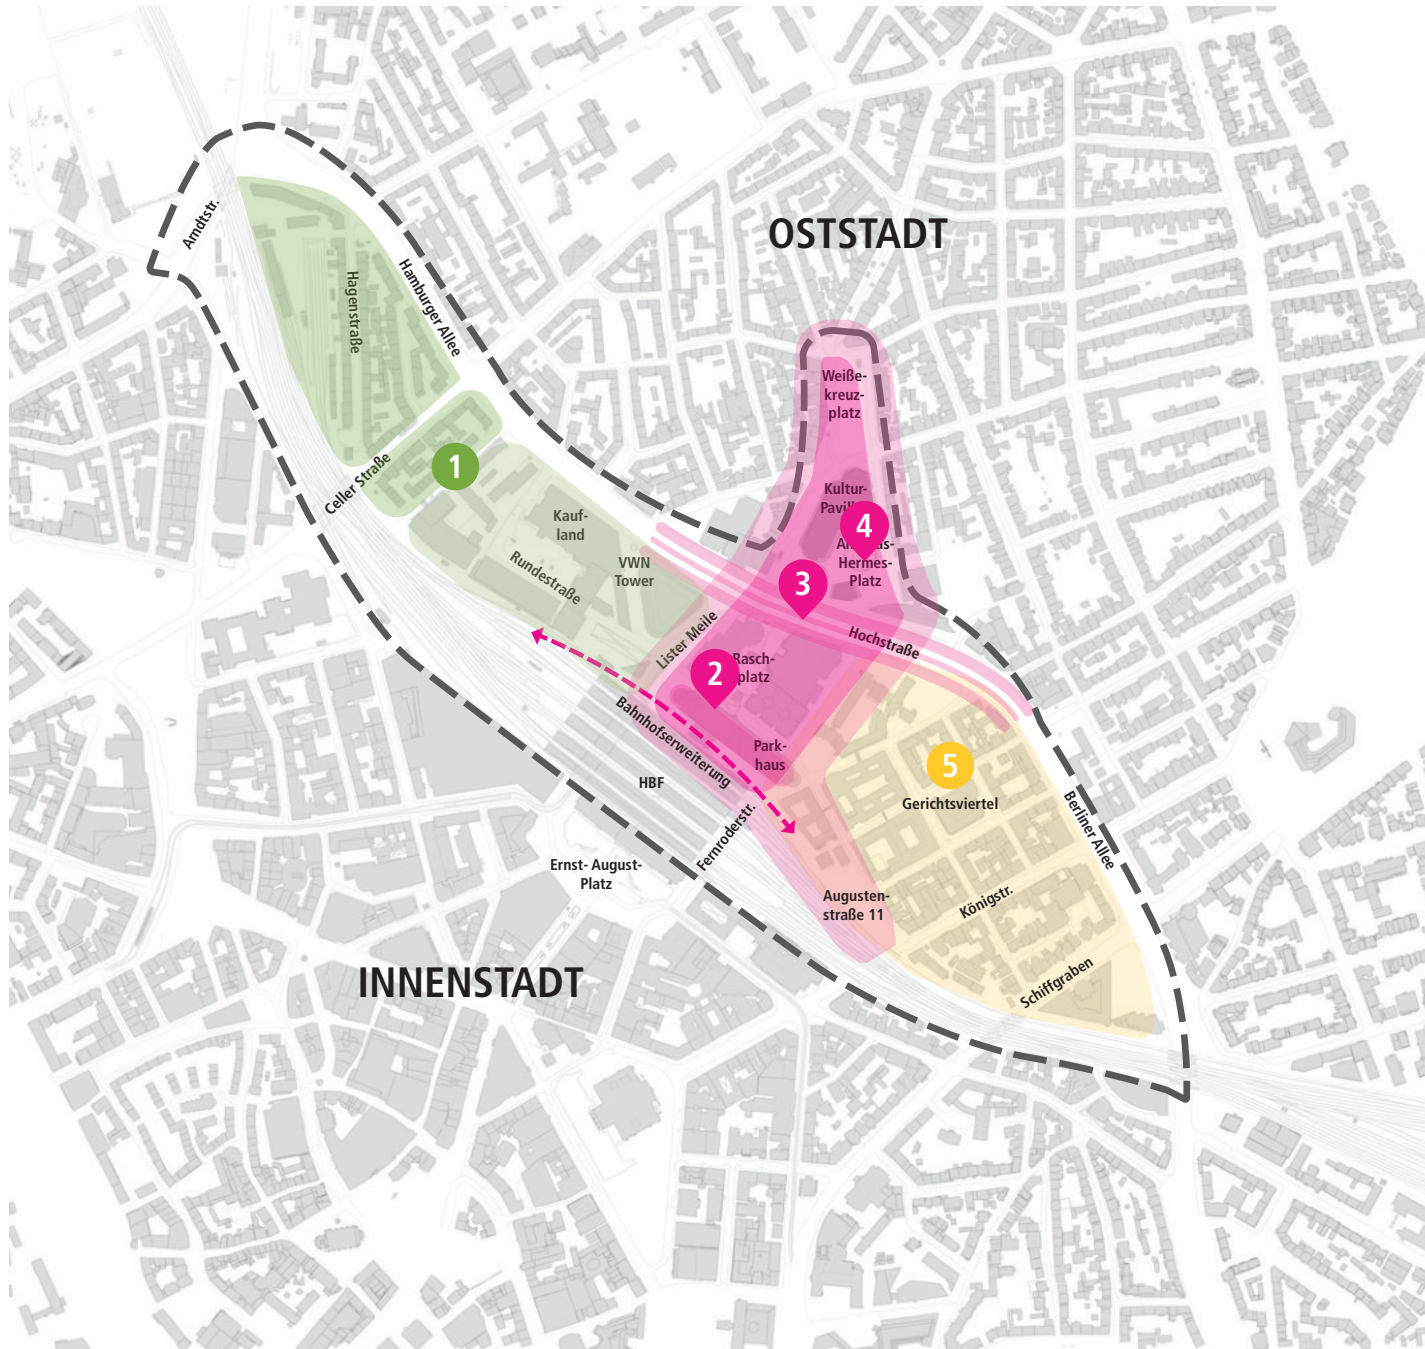 Arndtstr.
Hagenstraße
Hamburger Allee
OSTSTADT
Weiße-
kreuz-
platz
Celler Straße
1
Kauf-
land
Rundestraße
VWN
Tower
Kultur-
4
Hermes-
Platz
3
Hochstraße
Lister Meile
2
Rasch-
platz
Bahnhofserweiterung
Park-
haus
HBF
5
Gerichtsviertel
Berliner Allee
Fernroderstr.
Ernst- August-
Platz
Augusten-
straße 11
Königstr.
Schiffgraben
INNENSTADT